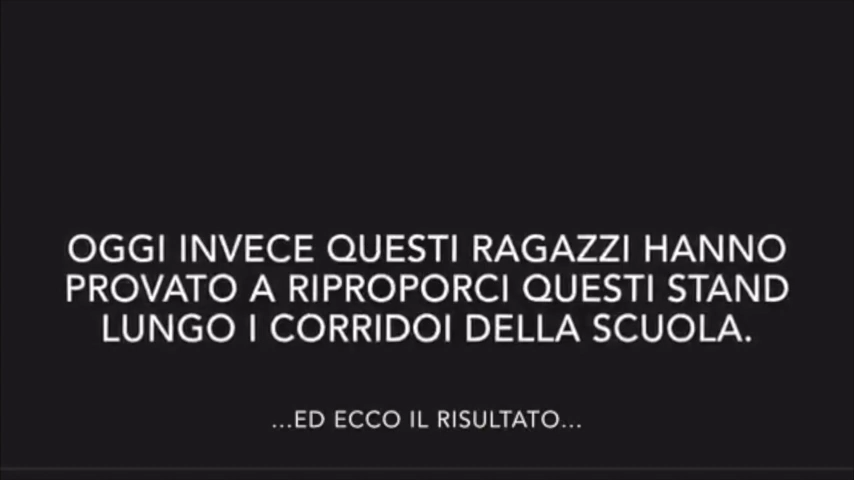 OGGI INVECE QUESTI RAGAZZI HANNO
PROVATO A RIPROPORCI QUESTI STAND
LUNGO I CORRIDOI DELLA SCUOLA.
...ED ECCO IL RISULTATO...